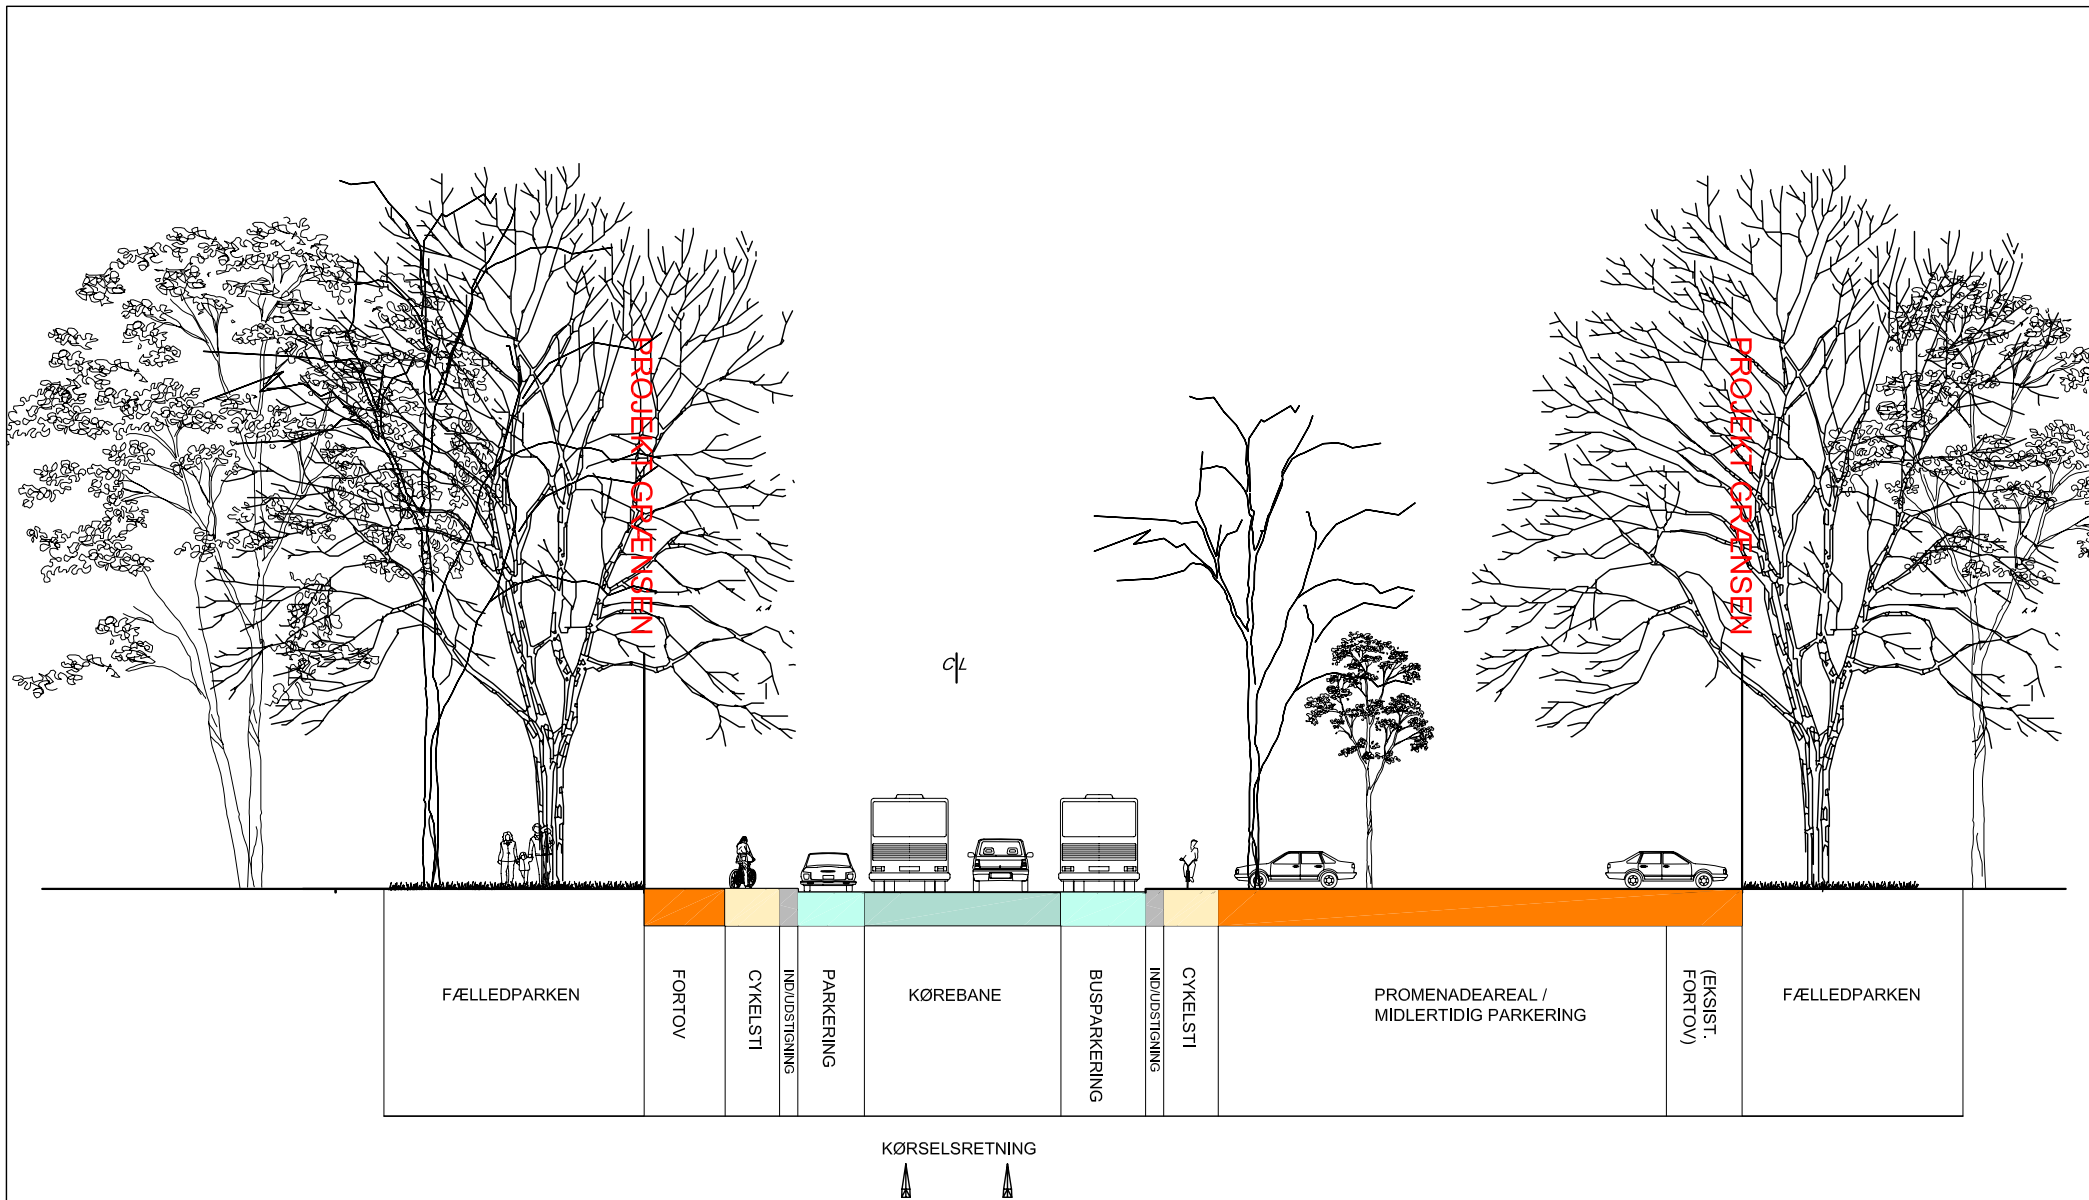 PROJEKT GRÆNSEN
PROJEKT GRÆNSEN
CL
FÆLLEDPARKEN
FORTOV
CYKELSTI
IND/UDSTIGNING
PARKERING
KØREBANE
BUSPARKERING
IND/UDSTIGNING
CYKELSTI
PROMENADEAREAL /
MIDLERTIDIG PARKERING
(EKSIST.
FORTOV)
FÆLLEDPARKEN
KØRSELSRETNING